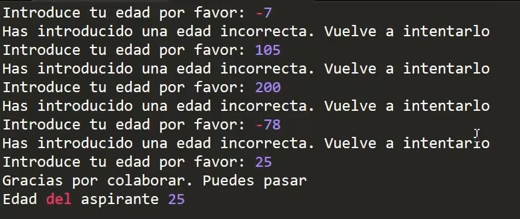 Introduce tu edad por favor: -7
Has introducido una edad incorrecta. Vuelve a intentarlo
Introduce tu edad por favor: 105
Has introducido una edad incorrecta. Vuelve a intentarlo
Introduce tu edad por favor: 200
Has introducido una edad incorrecta. Vuelve a intentarlo
Introduce tu edad por favor: -78
Has introducido una edad incorrecta. Vuelve a intentarlo
Introduce tu edad por favor: 25
Gracias por colaborar. Puedes pasar
Edad del aspirante 25